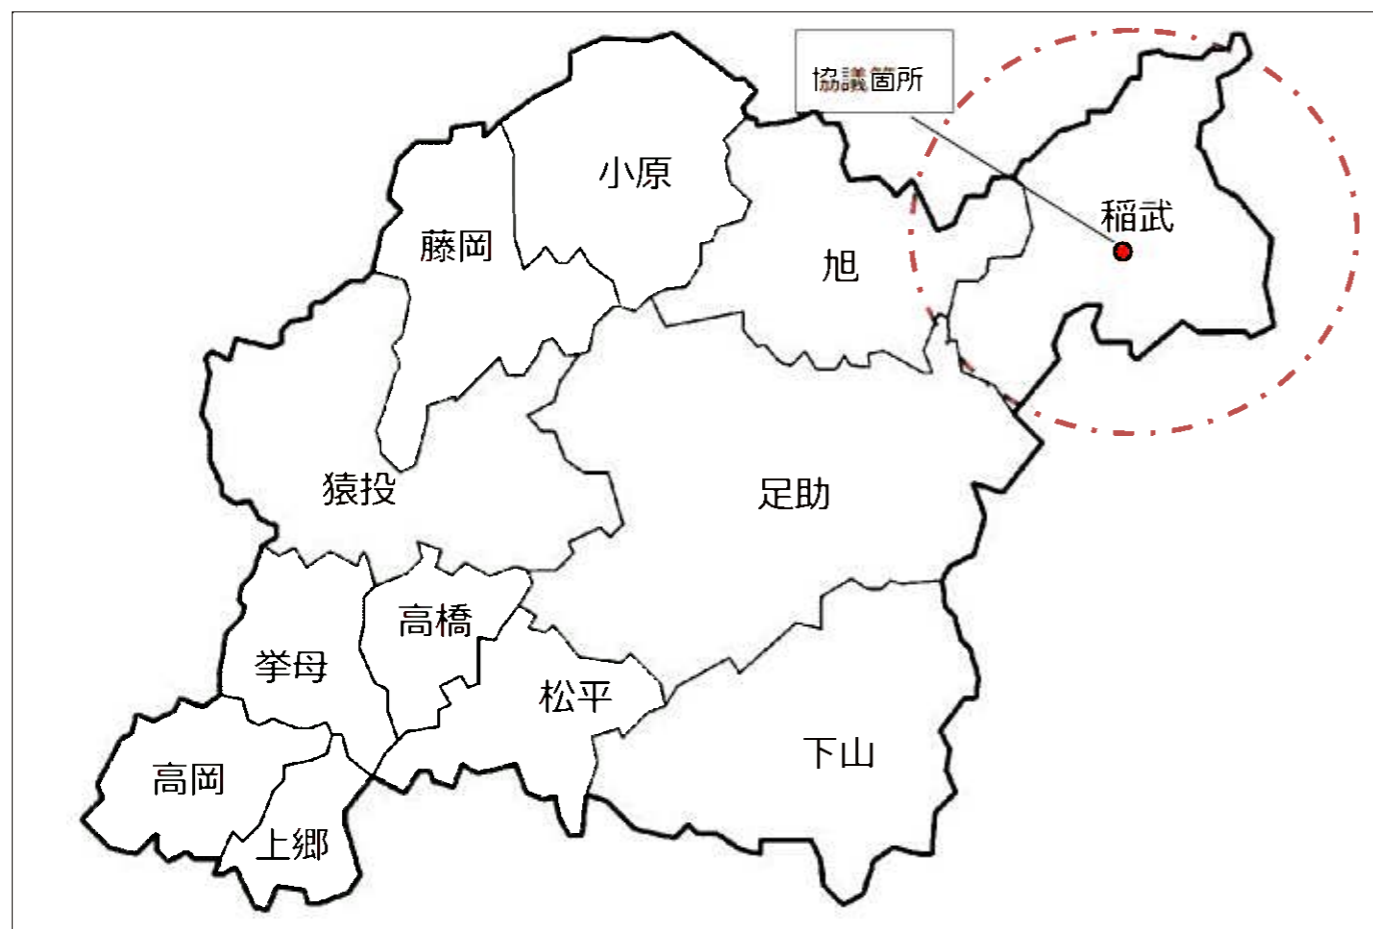 協議箇所
小原
稲武
藤岡
旭
猿投
足助
高橋
挙母
松平
下山
高岡
上郷